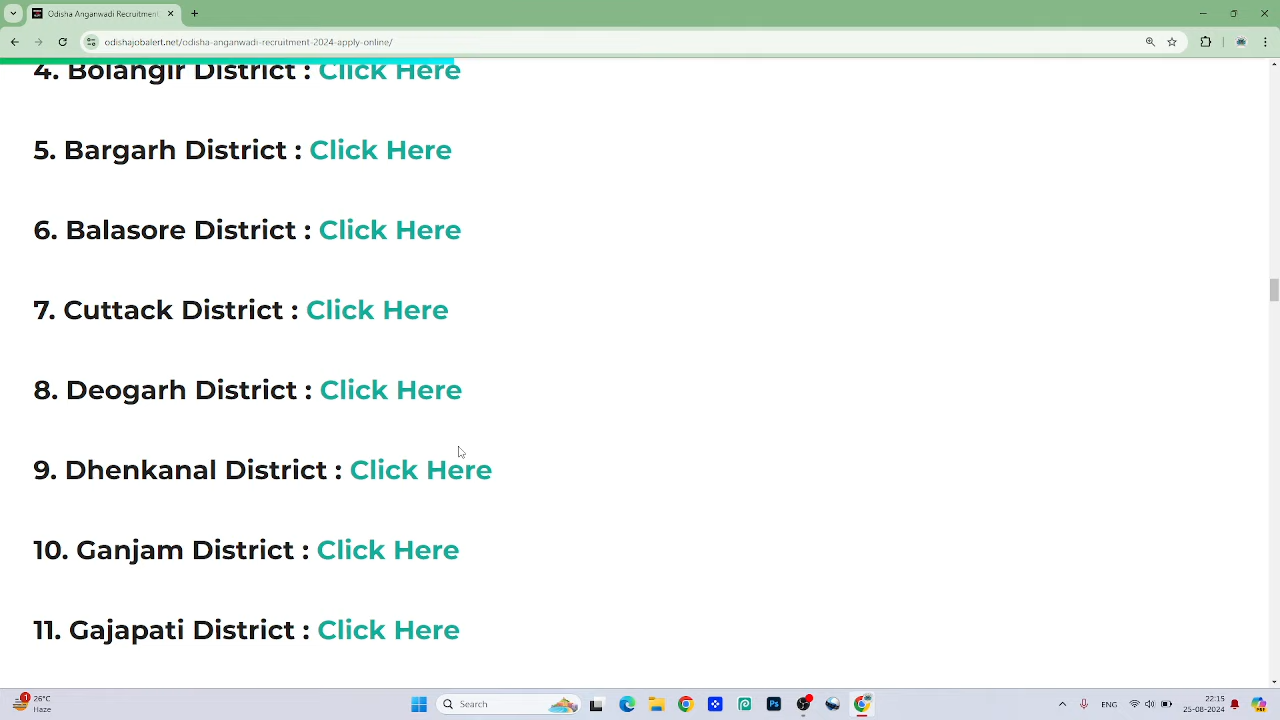 Odisha Anganwadi Recruitment
odishajobalert.net/odisha-anganwadi-recruitment-2024-apply-online/
4. Bolangir District : Click Here
5. Bargarh District : Click Here
6. Balasore District : Click Here
7. Cuttack District : Click Here
8. Deogarh District : Click Here
9. Dhenkanal District : Click Here
10. Ganjam District : Click Here
11. Gajapati District : Click Here
1
26°C
Haze
Search
Ps
ENG
22:15
25-08-2024